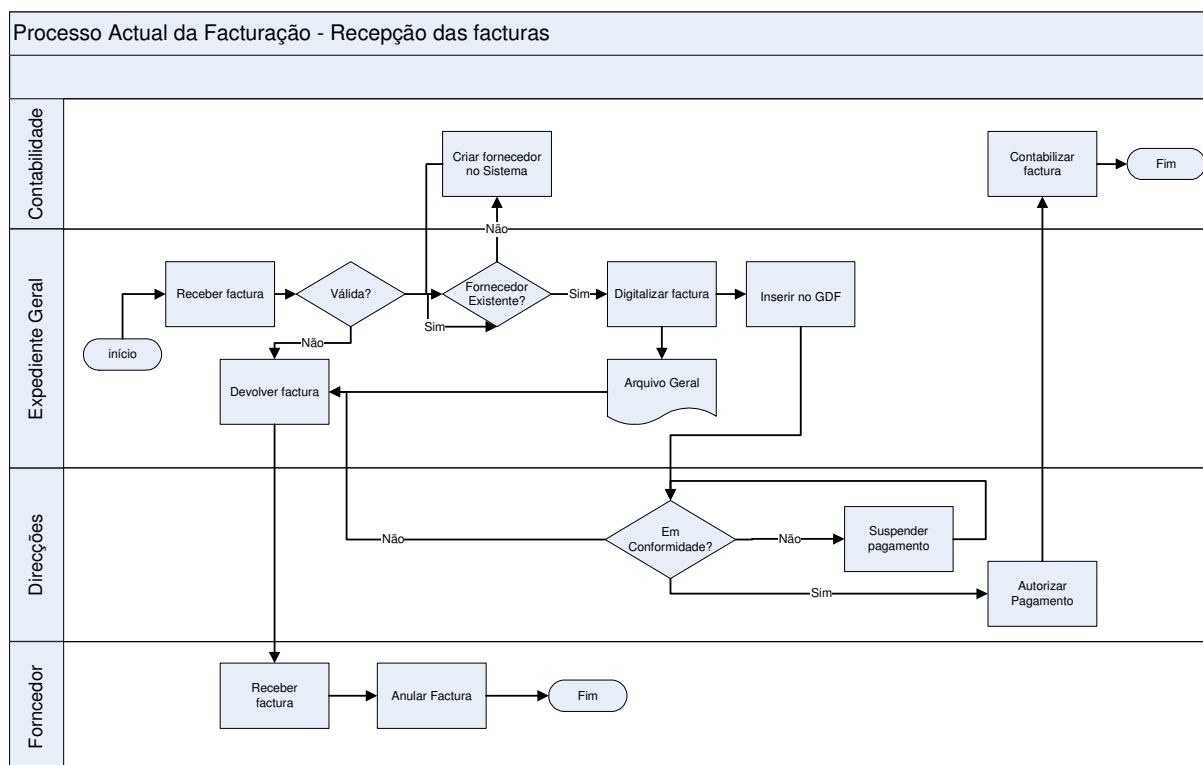 Processo Actual da Facturação - Recepção das facturas
Contabilidade
Criar fornecedor
no Sistema
Contabilizar
factura
Fim
Não
Expediente Geral
Receber factura
Válida?
Fornecedor
Existente?
Sim
Digitalizar factura
Inserir no GDF
Sim
Não
início
Devolver factura
Arquivo Geral
Direcções
Em
Conformidade?
Não
Não
Suspender
pagamento
Sim
Autorizar
Pagamento
Forncedor
Receber
factura
Anular Factura
Fim